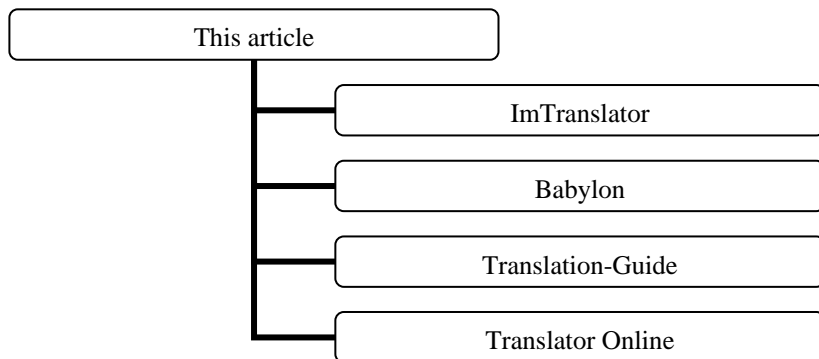 This article
ImTranslator
Babylon
Translation-Guide
Translator Online